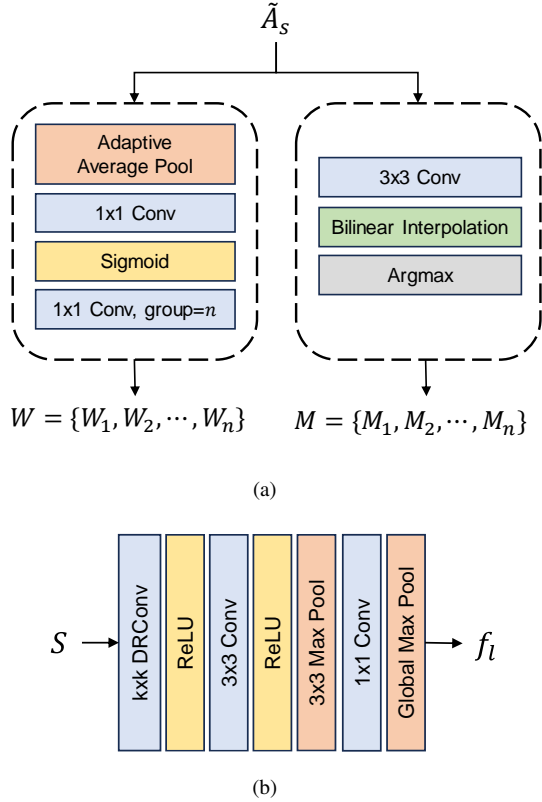 Ã_s
Adaptive
Average Pool
1x1 Conv
Sigmoid
1x1 Conv, group=n
3x3 Conv
Bilinear Interpolation
Argmax
W = {W_1, W_2, ⋯, W_n}
M = {M_1, M_2, ⋯, M_n}
(a)
S
kxk DRConv
ReLU
3x3 Conv
ReLU
3x3 Max Pool
1x1 Conv
Global Max Pool
f_l
(b)